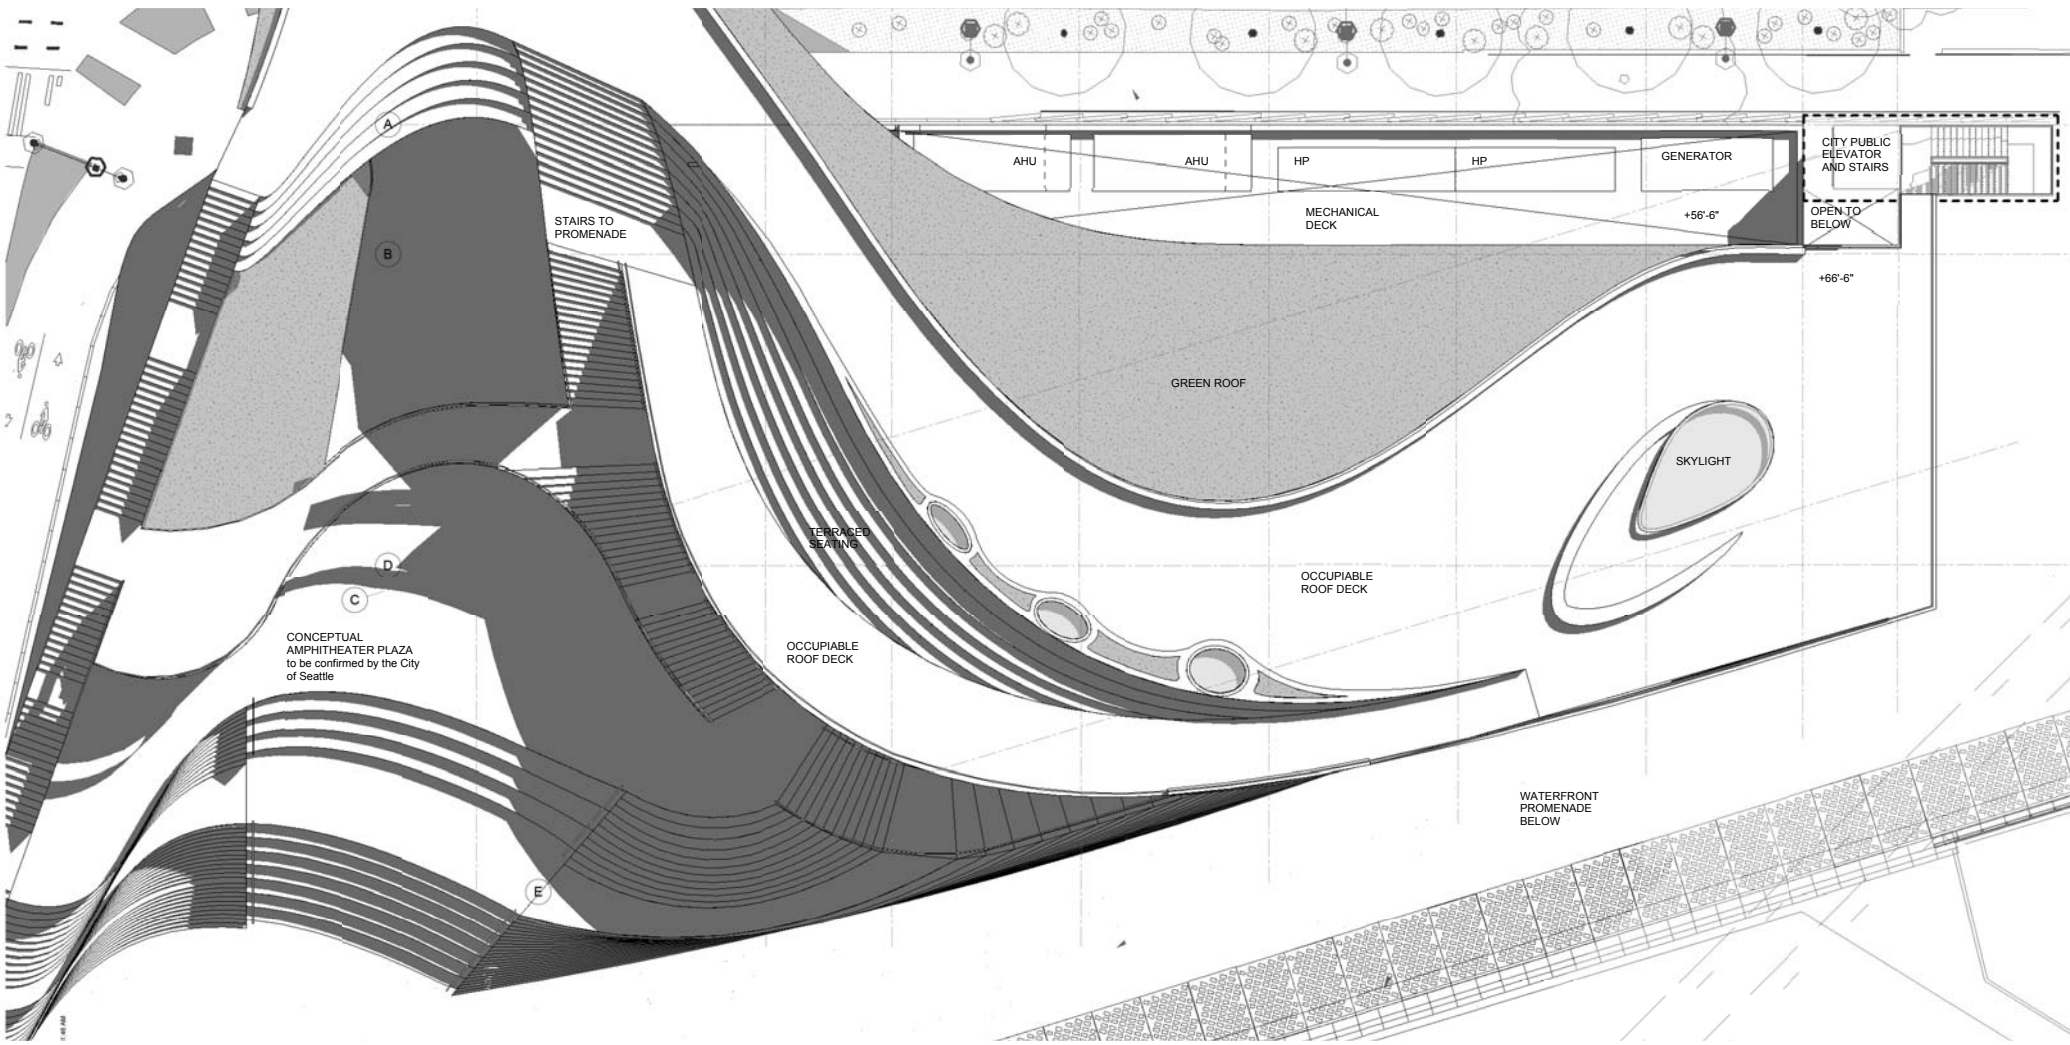 A
AHU
AHU
HP
HP
GENERATOR
CITY PUBLIC
ELEVATOR
AND STAIRS
STAIRS TO
PROMENADE
MECHANICAL
DECK
+56'-6"
OPEN TO
BELOW
B
+66'-6"
GREEN ROOF
SKYLIGHT
TERRACED
SEATING
D
C
OCCUPIABLE
ROOF DECK
CONCEPTUAL
AMPHITHEATER PLAZA
to be confirmed by the City
of Seattle
OCCUPIABLE
ROOF DECK
WATERFRONT
PROMENADE
BELOW
E